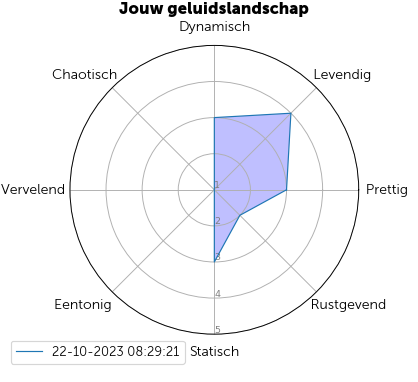 Jouw geluidslandschap
Dynamisch
Chaotisch
Levendig
Vervelend
1
Prettig
2
3
4
Eentonig
Rustgevend
5
22-10-2023 08:29:21
Statisch